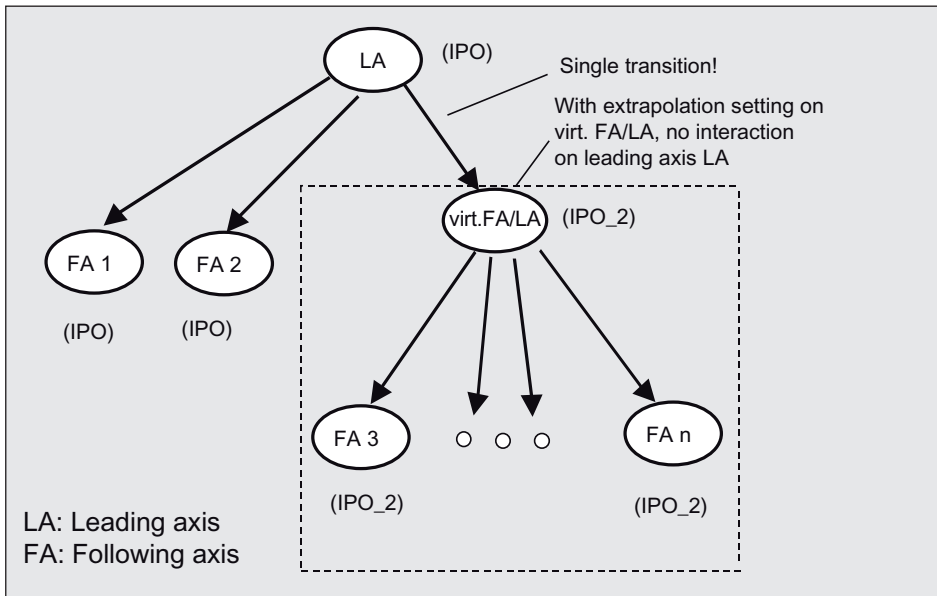 LA
(IPO)
Single transition!
With extrapolation setting on
virt. FA/LA, no interaction
on leading axis LA
virt.FA/LA
(IPO_2)
FA 1
FA 2
(IPO)
(IPO)
FA 3
FA n
(IPO_2)
(IPO_2)
LA: Leading axis
FA: Following axis